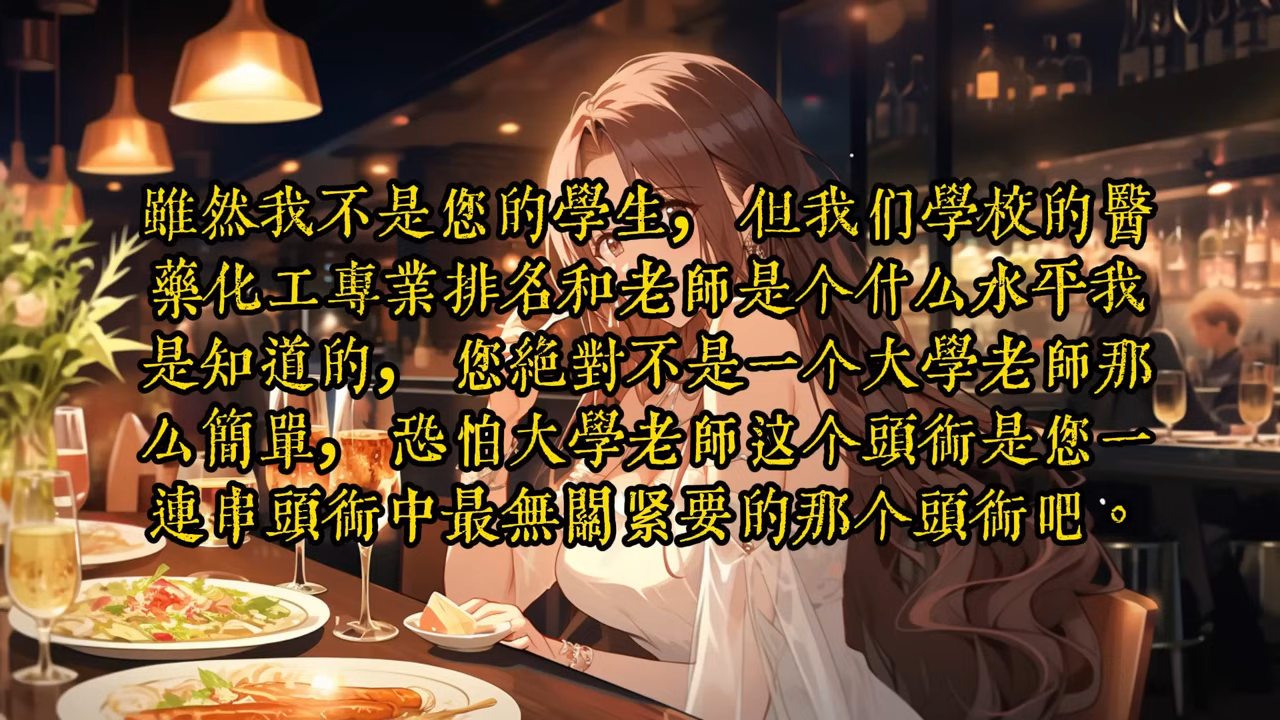 雖然我不是您的學生，但我们學校的醫
藥化工專業排名和老師是个什么水平我
是知道的，您絕對不是一个大學老師那
么簡單，恐怕大學老師这个頭銜是您一
連串頭銜中最無關紧要的那个頭銜吧。